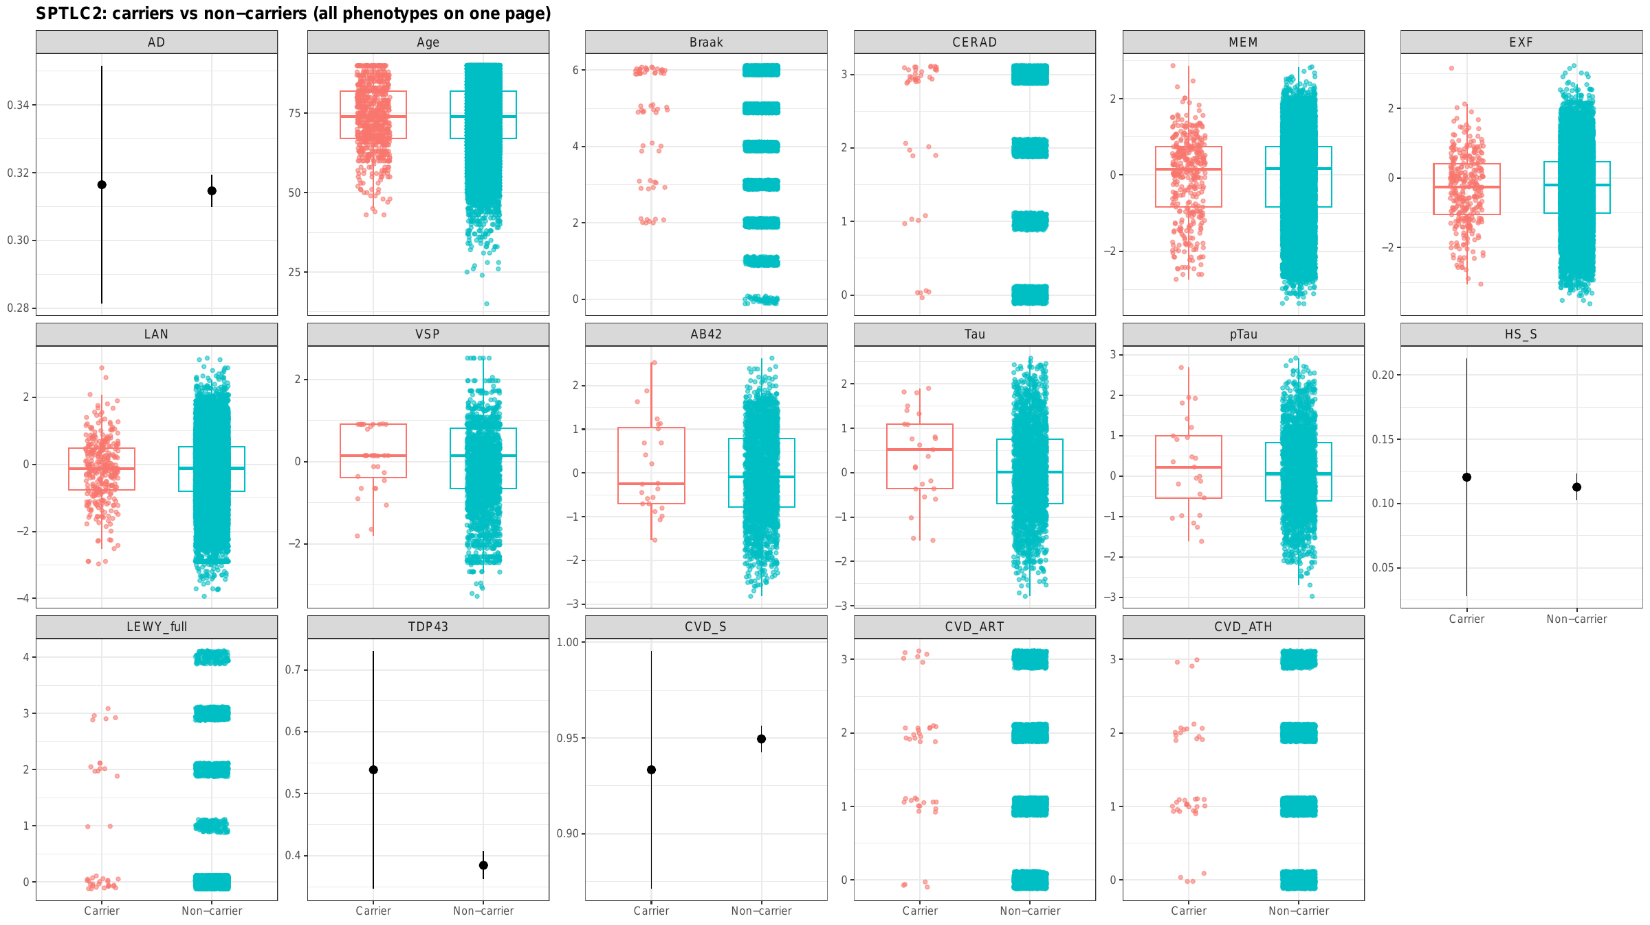 SPTLC2: carriers vs non−carriers (all phenotypes on one page)
AD
Age
Braak
CERAD
MEM
EXF
0.34
0.32
0.30
0.28
75
50
25
6
4
2
0
3
2
1
0
2
0
−2
2
0
−2
LAN
VSP
AB42
Tau
pTau
HS_S
2
0
−2
−4
2
0
−2
2
1
0
−1
−2
−3
2
1
0
−1
−2
−3
3
2
1
0
−1
−2
−3
0.20
0.15
0.10
0.05
Carrier
Non−carrier
LEWY_full
TDP43
CVD_S
CVD_ART
CVD_ATH
4
3
2
1
0
0.7
0.6
0.5
0.4
1.00
0.95
0.90
3
2
1
0
3
2
1
0
Carrier
Non−carrier
Carrier
Non−carrier
Carrier
Non−carrier
Carrier
Non−carrier
Carrier
Non−carrier